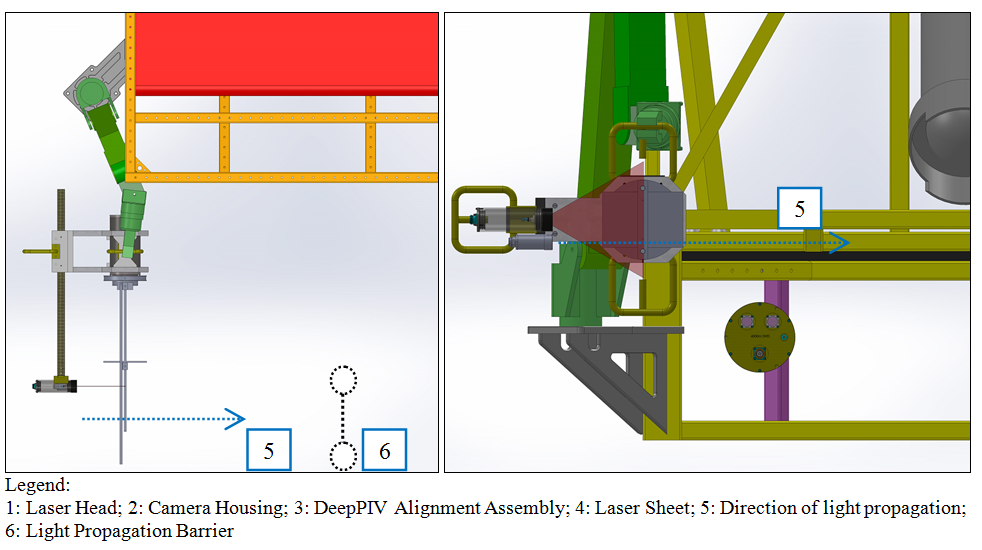 5
5
6
Legend:
1: Laser Head; 2: Camera Housing; 3: DeepPIV Alignment Assembly; 4: Laser Sheet; 5: Direction of light propagation;
6: Light Propagation Barrier